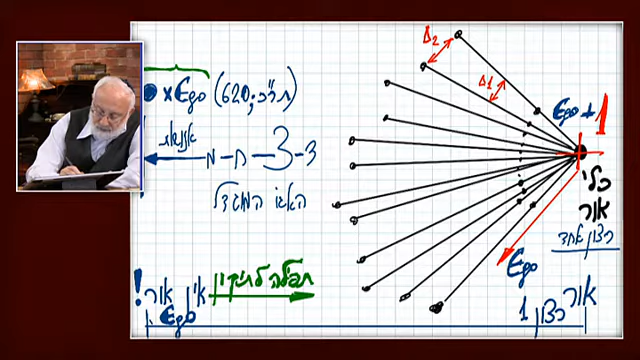 Δ2
Δ1
x Ego (620; תר"כ)
Ego + 1
3 - 3 - ח - א
האגו המגדל
כלי
אור
רצון אחד
Ego
תפילה לתיקון
אין אור!
Ego
אור
רצון 1